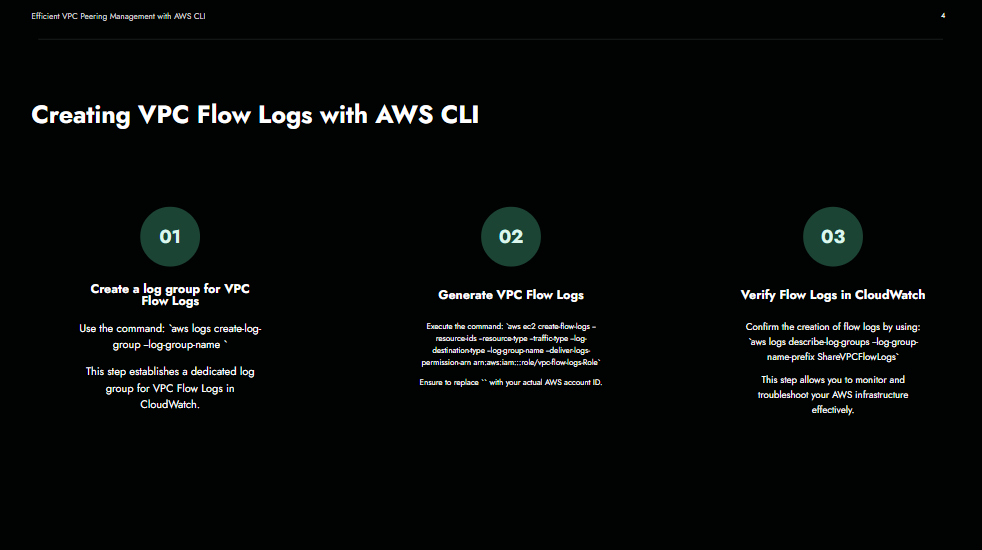 Efficient VPC Peering Management with AWS CLI
4
Creating VPC Flow Logs with AWS CLI
01
Create a log group for VPC
Flow Logs
Use the command: `aws logs create-log-
group –log-group-name `
This step establishes a dedicated log
group for VPC Flow Logs in
CloudWatch.
02
Generate VPC Flow Logs
Execute the command: `aws ec2 create-flow-logs –
resource-ids –resource-type –traffic-type –log-
destination-type –log-group-name –deliver-logs-
permission-arn arn:aws:iam:::role/vpc-flow-logs-Role`
Ensure to replace `` with your actual AWS account ID.
03
Verify Flow Logs in CloudWatch
Confirm the creation of flow logs by using:
`aws logs describe-log-groups –log-group-
name-prefix ShareVPCFlowLogs`
This step allows you to monitor and
troubleshoot your AWS infrastructure
effectively.